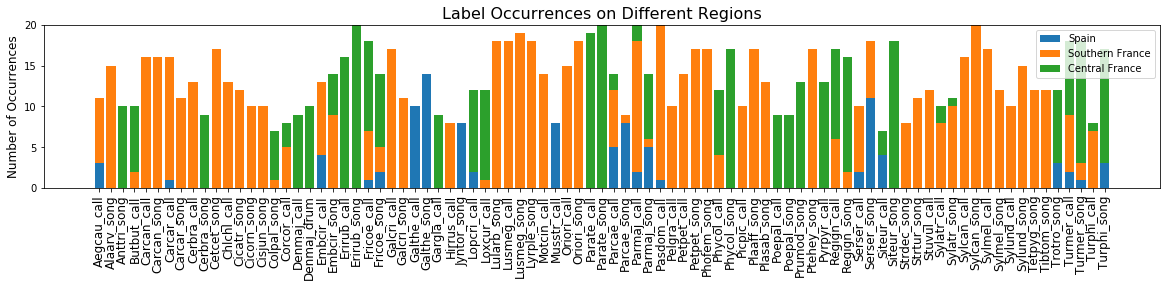 Label Occurrences on Different Regions
Number of Occurrences
20
15
10
5
0
Spain
Southern France
Central France
Aegcau_call
Alaarv_song
Anttri_song
Butbut_call
Carcan_call
Carcan_song
Carcar_call
Carcar_song
Cerbra_call
Cerbra_song
Cetcet_song
Chlchl_call
Cicatr_song
Cicorn_song
Cisjun_song
Colpal_song
Corcor_call
Denmaj_call
Denmaj_drum
Embcir_call
Embcir_song
Erirub_call
Erirub_song
Fricoe_call
Fricoe_song
Galcri_call
Galcri_song
Galthe_call
Galthe_song
Gargla_call
Hirrus_call
Jyntor_song
Lopcri_call
Loxcur_call
Lularb_song
Lusmeg_call
Lusmeg_song
Lyrple_song
Motcin_call
Musstr_call
Oriori_call
Oriori_song
Parate_call
Parate_song
Parcae_call
Parcae_song
Parmaj_call
Parmaj_song
Pasdom_call
Pelgra_call
Petpet_call
Petpet_song
Phofem_song
Phycol_call
Phycol_song
Picpic_call
Plaaff_song
Plasab_song
Poepal_call
Poepal_song
Prumod_song
Ptehey_song
Pyrpyr_call
Regign_call
Regign_song
Serser_call
Serser_song
Siteur_call
Siteur_song
Strdec_song
Strtur_song
Stuvul_call
Sylatr_call
Sylatr_song
Sylcan_call
Sylcan_song
Sylmel_call
Sylmel_song
Sylund_call
Sylund_song
Tetpyg_song
Tibtom_song
Trotro_song
Turmer_call
Turmer_song
Turphi_call
Turphi_song